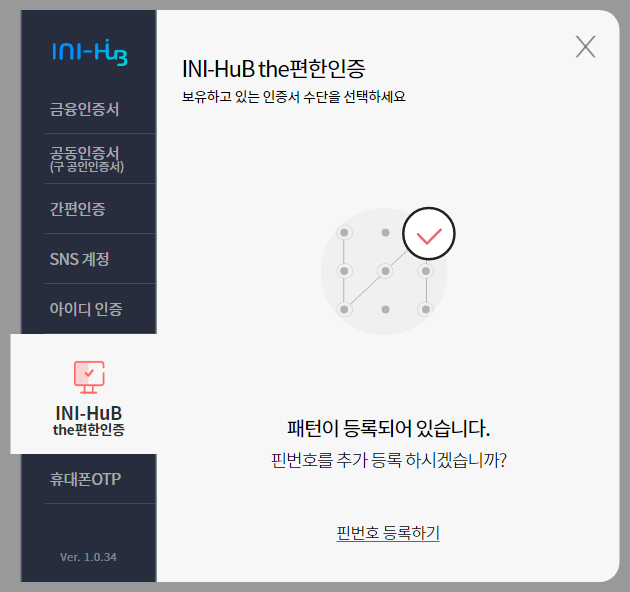 INI-HuB
금융인증서
공동인증서
(구 공인인증서)
간편인증
SNS 계정
아이디 인증
INI-HuB
the편한인증
휴대폰OTP
Ver. 1.0.34
INI-HuB the편한인증
보유하고 있는 인증서 수단을 선택하세요
패턴이 등록되어 있습니다.
핀번호를 추가 등록 하시겠습니까?
핀번호 등록하기